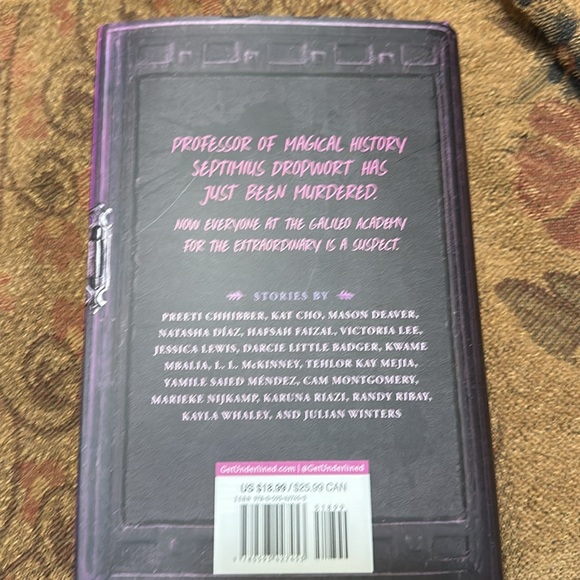 PROFESSOR OF MAGICAL HISTORY
SEPTIMIUS DROPWORT HAS
JUST BEEN MURDERED.
NOW EVERYONE AT THE GALILEO ACADEMY
FOR THE EXTRAORDINARY IS A SUSPECT.
STORIES BY
PREETI CHHIBBER, KAT CHO, MASON DEAVER,
NATASHA DÍAZ, HAFSAH FAIZAL, VICTORIA LEE,
JESSICA LEWIS, DARCIE LITTLE BADGER, KWAME
MBALIA, L. L. McKINNEY, TEHLOR KAY MEJIA,
YAMILE SAIED MÉNDEZ, CAM MONTGOMERY,
MARIEKE NIJKAMP, KARUNA RIAZI, RANDY RIBAY,
KAYLA WHALEY, AND JULIAN WINTERS
GetUnderlined.com | @GetUnderlined
US $18.99 / $25.99 CAN
51899